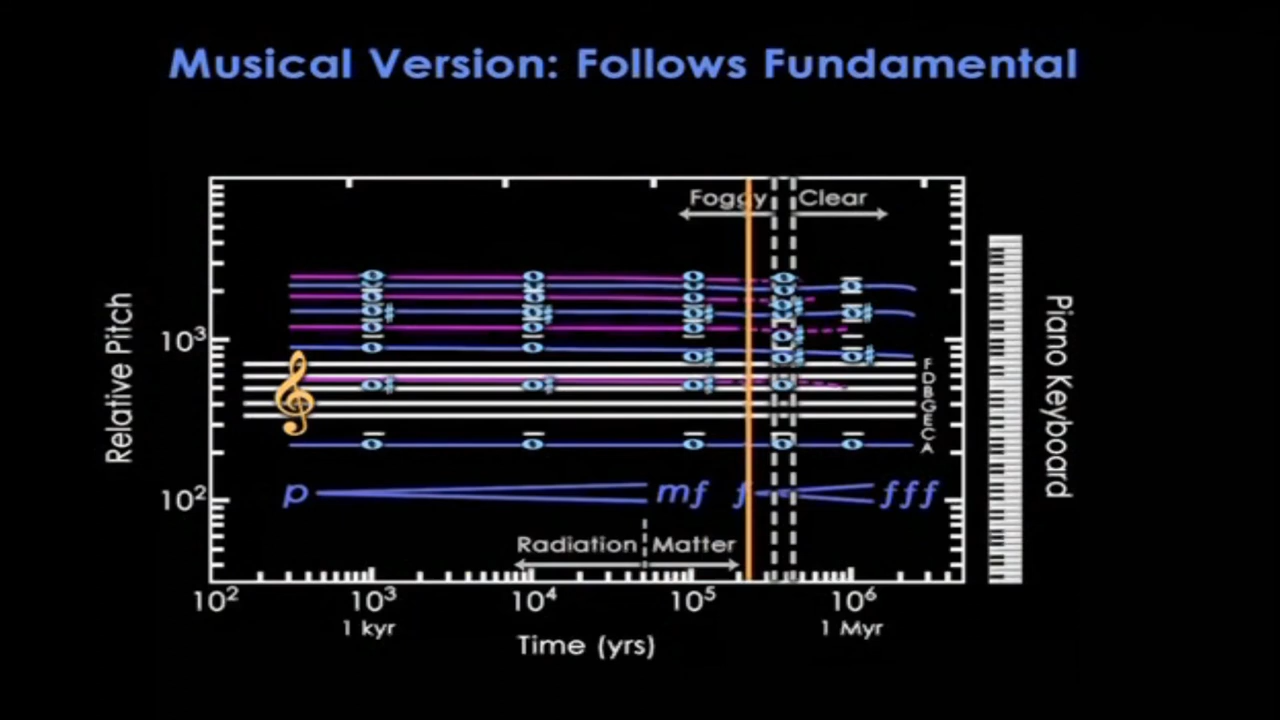 Musical Version: Follows Fundamental
Foggy
Clear
Relative Pitch
10³
10²
F
D
B
G
E
C
A
p
mf
f
fff
Radiation
Matter
10²
10³
10⁴
10⁵
10⁶
1 kyr
1 Myr
Time (yrs)
Piano Keyboard